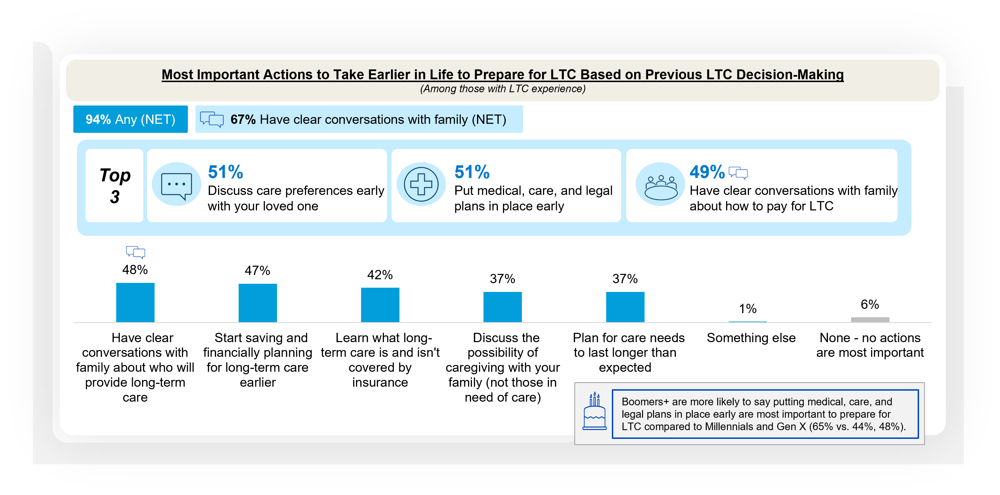 Most Important Actions to Take Earlier in Life to Prepare for LTC Based on Previous LTC Decision-Making
(Among those with LTC experience)
94% Any (NET)
67% Have clear conversations with family (NET)
Top
3
51%
Discuss care preferences early
with your loved one
51%
Put medical, care, and legal
plans in place early
49%
Have clear conversations with family
about how to pay for LTC
48%
Have clear
conversations with
family about who will
provide long-term
care
47%
Start saving and
financially planning
for long-term care
earlier
42%
Learn what long-
term care is and isn't
covered by
insurance
37%
Discuss the
possibility of
caregiving with your
family (not those in
need of care)
37%
Plan for care needs
to last longer than
expected
1%
Something else
6%
None - no actions
are most important
Boomers+ are more likely to say putting medical, care, and
legal plans in place early are most important to prepare for
LTC compared to Millennials and Gen X (65% vs. 44%, 48%).